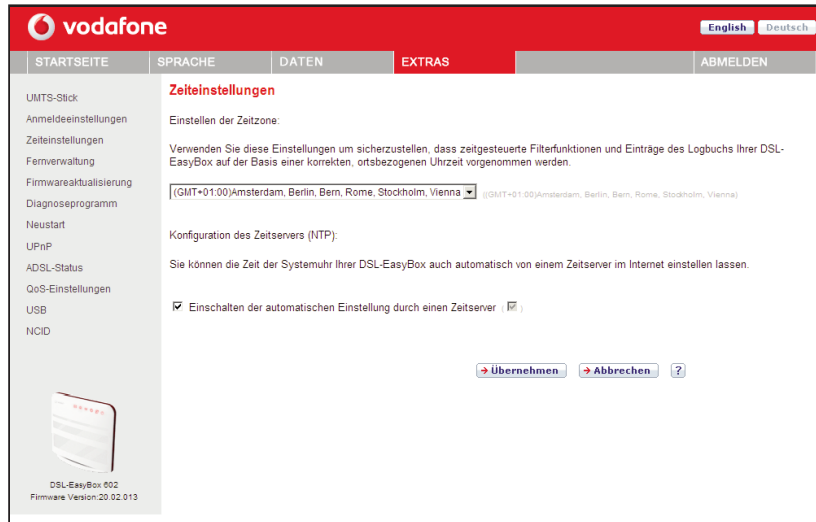 vodafone
English Deutsch
STARTSEITE SPRACHE DATEN EXTRAS ABMELDEN
UMTS-Stick
Anmeldeeinstellungen
Zeiteinstellungen
Fernverwaltung
Firmwareaktualisierung
Diagnoseprogramm
Neustart
UPnP
ADSL-Status
QoS-Einstellungen
USB
NCID
DSL-EasyBox 602
Firmware Version:20.02.013
Zeiteinstellungen
Einstellen der Zeitzone:
Verwenden Sie diese Einstellungen um sicherzustellen, dass zeitgesteuerte Filterfunktionen und Einträge des Logbuchs Ihrer DSL-
EasyBox auf der Basis einer korrekten, ortsbezogenen Uhrzeit vorgenommen werden.
(GMT+01:00)Amsterdam, Berlin, Bern, Rome, Stockholm, Vienna ((GMT+01:00)Amsterdam, Berlin, Bern, Rome, Stockholm, Vienna)
Konfiguration des Zeitservers (NTP):
Sie können die Zeit der Systemuhr Ihrer DSL-EasyBox auch automatisch von einem Zeitserver im Internet einstellen lassen.
Einschalten der automatischen Einstellung durch einen Zeitserver ( )
Übernehmen Abbrechen ?